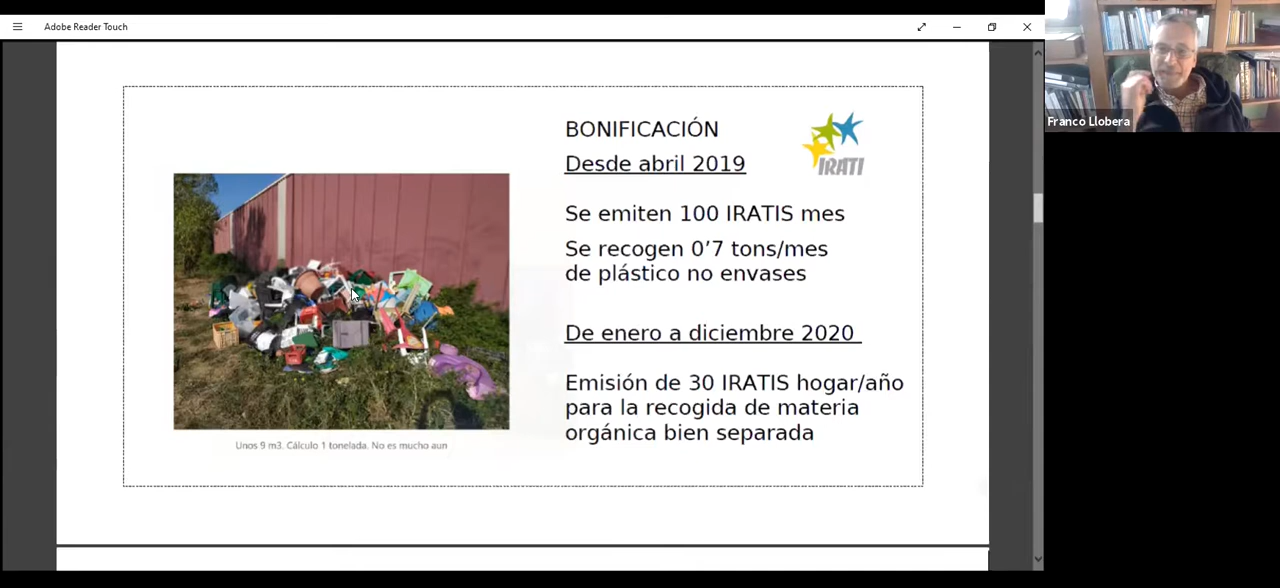 Adobe Reader Touch
Franco Llobera
BONIFICACIÓN
IRATI
Desde abril 2019
Se emiten 100 IRATIS mes
Se recogen 0’7 tons/mes
de plástico no envases
De enero a diciembre 2020
Emisión de 30 IRATIS hogar/año
para la recogida de materia
orgánica bien separada
Unos 9 m3. Cálculo 1 tonelada. No es mucho aun